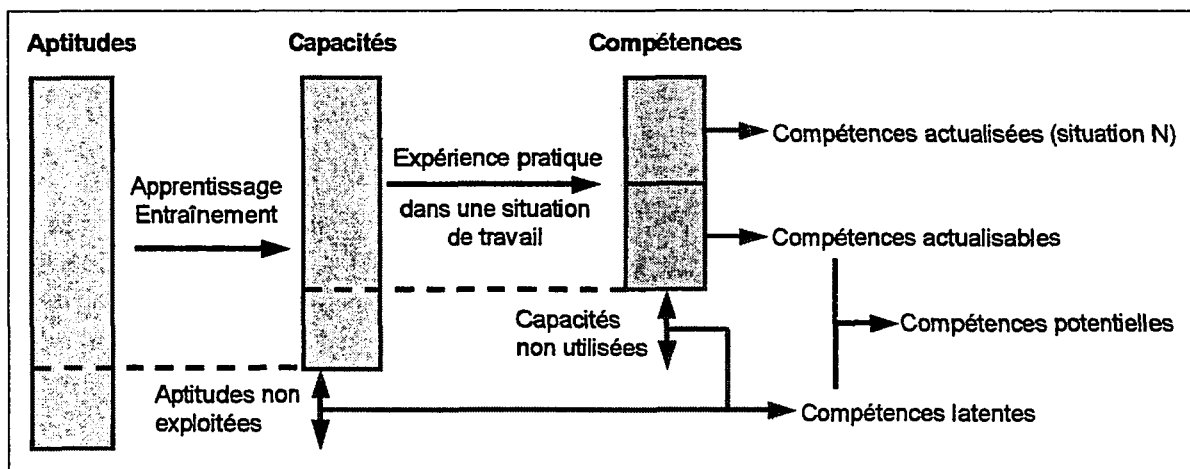 Aptitudes
Capacités
Compétences
Apprentissage
Entraînement
Expérience pratique
dans une situation
de travail
Compétences actualisées (situation N)
Compétences actualisables
Capacités
non utilisées
Compétences potentielles
Aptitudes non
exploitées
Compétences latentes